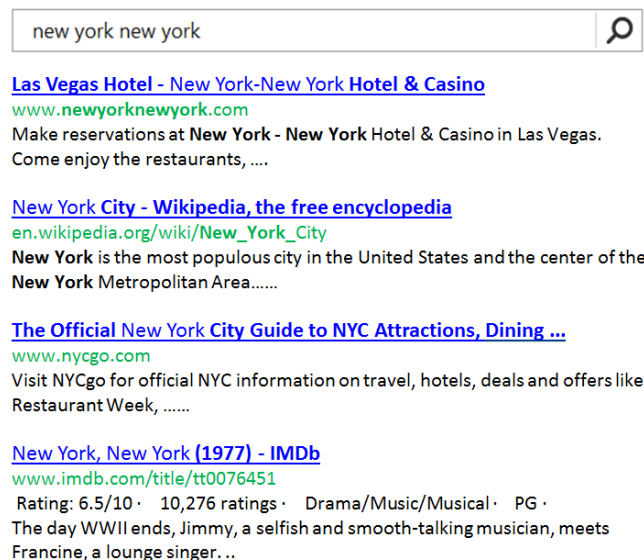 new york new york
Las Vegas Hotel - New York-New York Hotel & Casino
www.newyorknewyork.com
Make reservations at New York - New York Hotel & Casino in Las Vegas.
Come enjoy the restaurants, ....
New York City - Wikipedia, the free encyclopedia
en.wikipedia.org/wiki/New_York_City
New York is the most populous city in the United States and the center of the
New York Metropolitan Area......
The Official New York City Guide to NYC Attractions, Dining ...
www.nycgo.com
Visit NYCgo for official NYC information on travel, hotels, deals and offers like
Restaurant Week, ......
New York, New York (1977) - IMDb
www.imdb.com/title/tt0076451
Rating: 6.5/10 · 10,276 ratings · Drama/Music/Musical · PG ·
The day WWII ends, Jimmy, a selfish and smooth-talking musician, meets
Francine, a lounge singer. ..